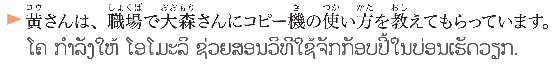 ▶黄さんは、職場で大森さんにコピー機の使い方を教えてもらっています。
ໂຄ ກຳລັງໃຫ້ ໂອໂມະລິ ຊ່ວຍສອນວິທີໃຊ້ຈັກກ໊ອບປີ້ໃນບ່ອນເຮັດວຽກ.